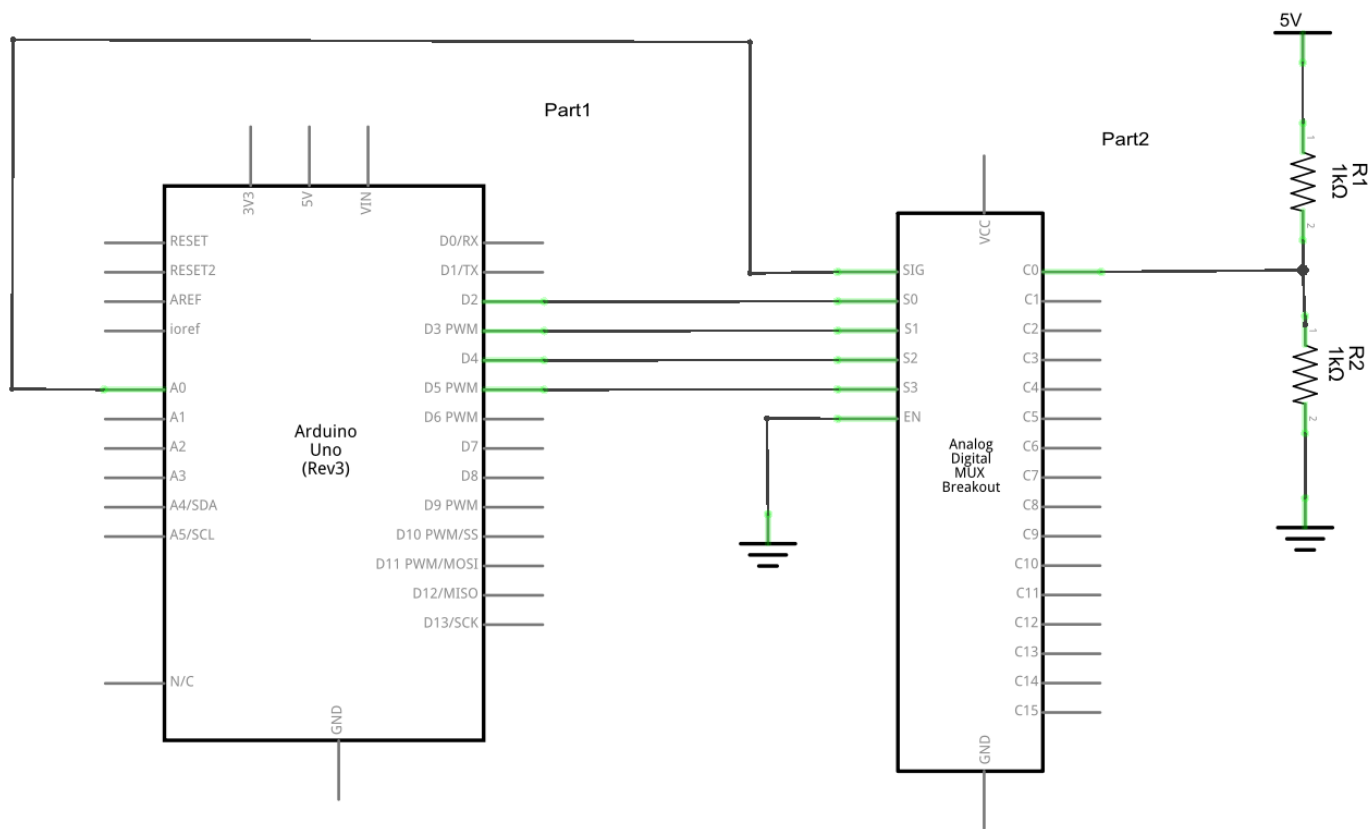 5V
Part1
Part2
R1
1kΩ
1
2
R2
1kΩ
1
2
3V3
5V
VIN
RESET
RESET2
AREF
ioref
A0
A1
A2
A3
A4/SDA
A5/SCL
N/C
D0/RX
D1/TX
D2
D3 PWM
D4
D5 PWM
D6 PWM
D7
D8
D9 PWM
D10 PWM/SS
D11 PWM/MOSI
D12/MISO
D13/SCK
GND
Arduino
Uno
(Rev3)
VCC
SIG
S0
S1
S2
S3
EN
C0
C1
C2
C3
C4
C5
C6
C7
C8
C9
C10
C11
C12
C13
C14
C15
GND
Analog
Digital
MUX
Breakout